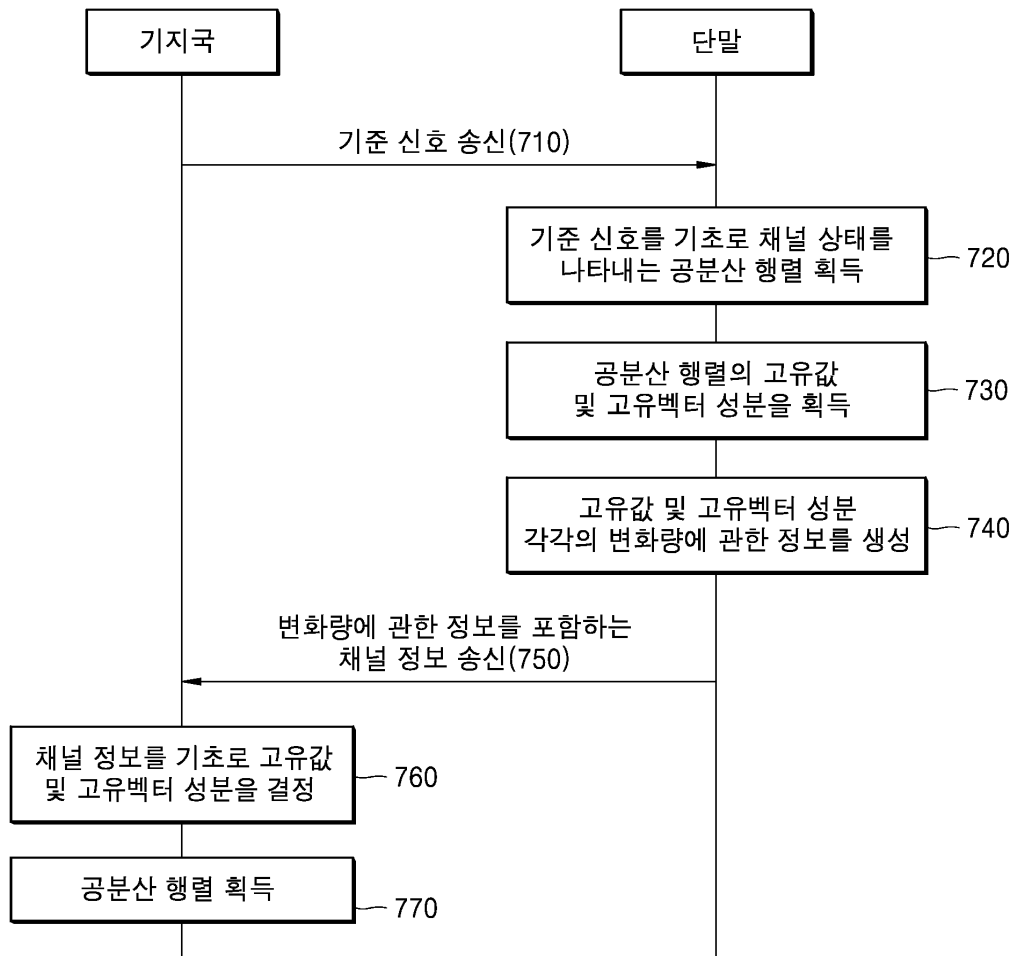 기지국
단말
기준 신호 송신(710)
기준 신호를 기초로 채널 상태를
나타내는 공분산 행렬 획득
720
공분산 행렬의 고유값
및 고유벡터 성분을 획득
730
고유값 및 고유벡터 성분
각각의 변화량에 관한 정보를 생성
740
변화량에 관한 정보를 포함하는
채널 정보 송신(750)
채널 정보를 기초로 고유값
및 고유벡터 성분을 결정
760
공분산 행렬 획득
770